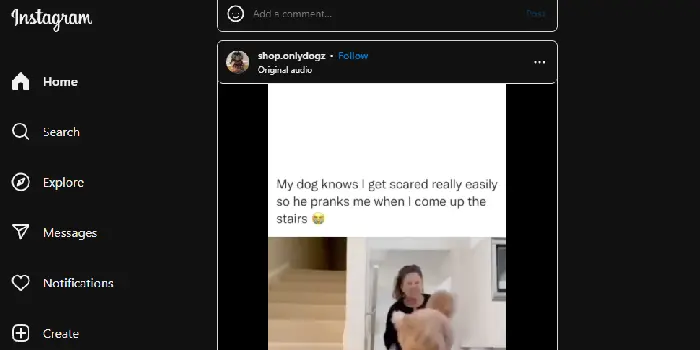 Instagram
Add a comment...
Post
shop.onlydogz • Follow
Original audio
Home
Search
Explore
Messages
Notifications
Create
My dog knows I get scared really easily
so he pranks me when I come up the
stairs 😭